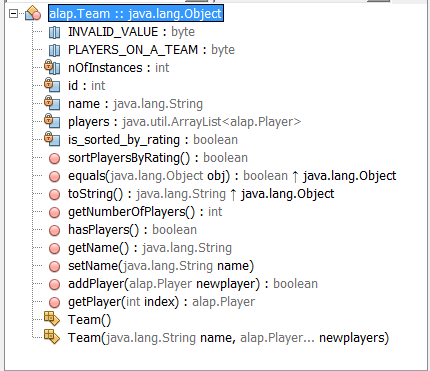 alap.Team :: java.lang.Object
INVALID_VALUE : byte
PLAYERS_ON_A_TEAM : byte
nOfInstances : int
id : int
name : java.lang.String
players : java.util.ArrayList<alap.Player>
is_sorted_by_rating : boolean
sortPlayersByRating() : boolean
equals(java.lang.Object obj) : boolean ↑ java.lang.Object
toString() : java.lang.String ↑ java.lang.Object
getNumberOfPlayers() : int
hasPlayers() : boolean
getName() : java.lang.String
setName(java.lang.String name)
addPlayer(alap.Player newplayer) : boolean
getPlayer(int index) : alap.Player
Team()
Team(java.lang.String name, alap.Player... newplayers)